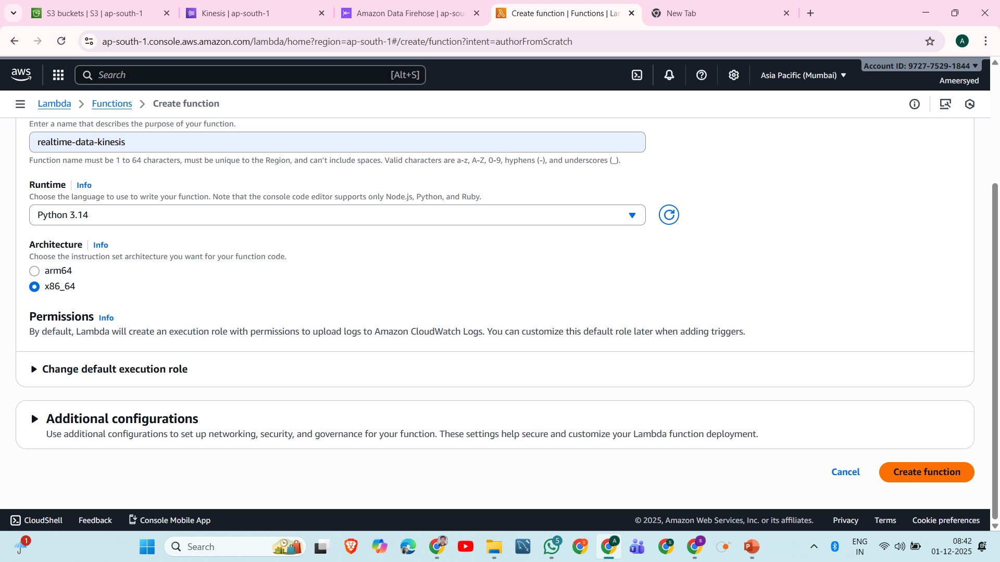 S3 buckets | S3 | ap-south-1
Kinesis | ap-south-1
Amazon Data Firehose | ap-sou
Create function | Functions | Lar
New Tab
ap-south-1.console.aws.amazon.com/lambda/home?region=ap-south-1#/create/function?intent=authorFromScratch
A
aws
Search
[Alt+S]
Asia Pacific (Mumbai)
Account ID: 9727-7529-1844
Ameersyed
Lambda
Functions
Create function
Enter a name that describes the purpose of your function.
realtime-data-kinesis
Function name must be 1 to 64 characters, must be unique to the Region, and can't include spaces. Valid characters are a-z, A-Z, 0-9, hyphens (-), and underscores (_).
Runtime
Info
Choose the language to use to write your function. Note that the console code editor supports only Node.js, Python, and Ruby.
Python 3.14
Architecture
Info
Choose the instruction set architecture you want for your function code.
arm64
x86_64
Permissions
Info
By default, Lambda will create an execution role with permissions to upload logs to Amazon CloudWatch Logs. You can customize this default role later when adding triggers.
Change default execution role
Additional configurations
Use additional configurations to set up networking, security, and governance for your function. These settings help secure and customize your Lambda function deployment.
Cancel
Create function
CloudShell
Feedback
Console Mobile App
© 2025, Amazon Web Services, Inc. or its affiliates.
Privacy
Terms
Cookie preferences
1
Search
5
S
A
T
S
S
P
ENG
IN
08:42
01-12-2025